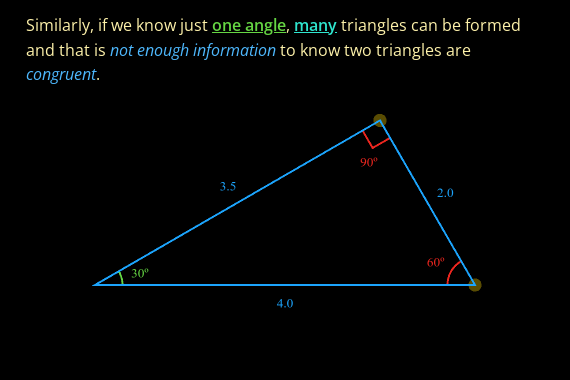 Similarly, if we know just one angle, many triangles can be formed
and that is not enough information to know two triangles are
congruent.
90º
3.5
2.0
60º
30º
4.0